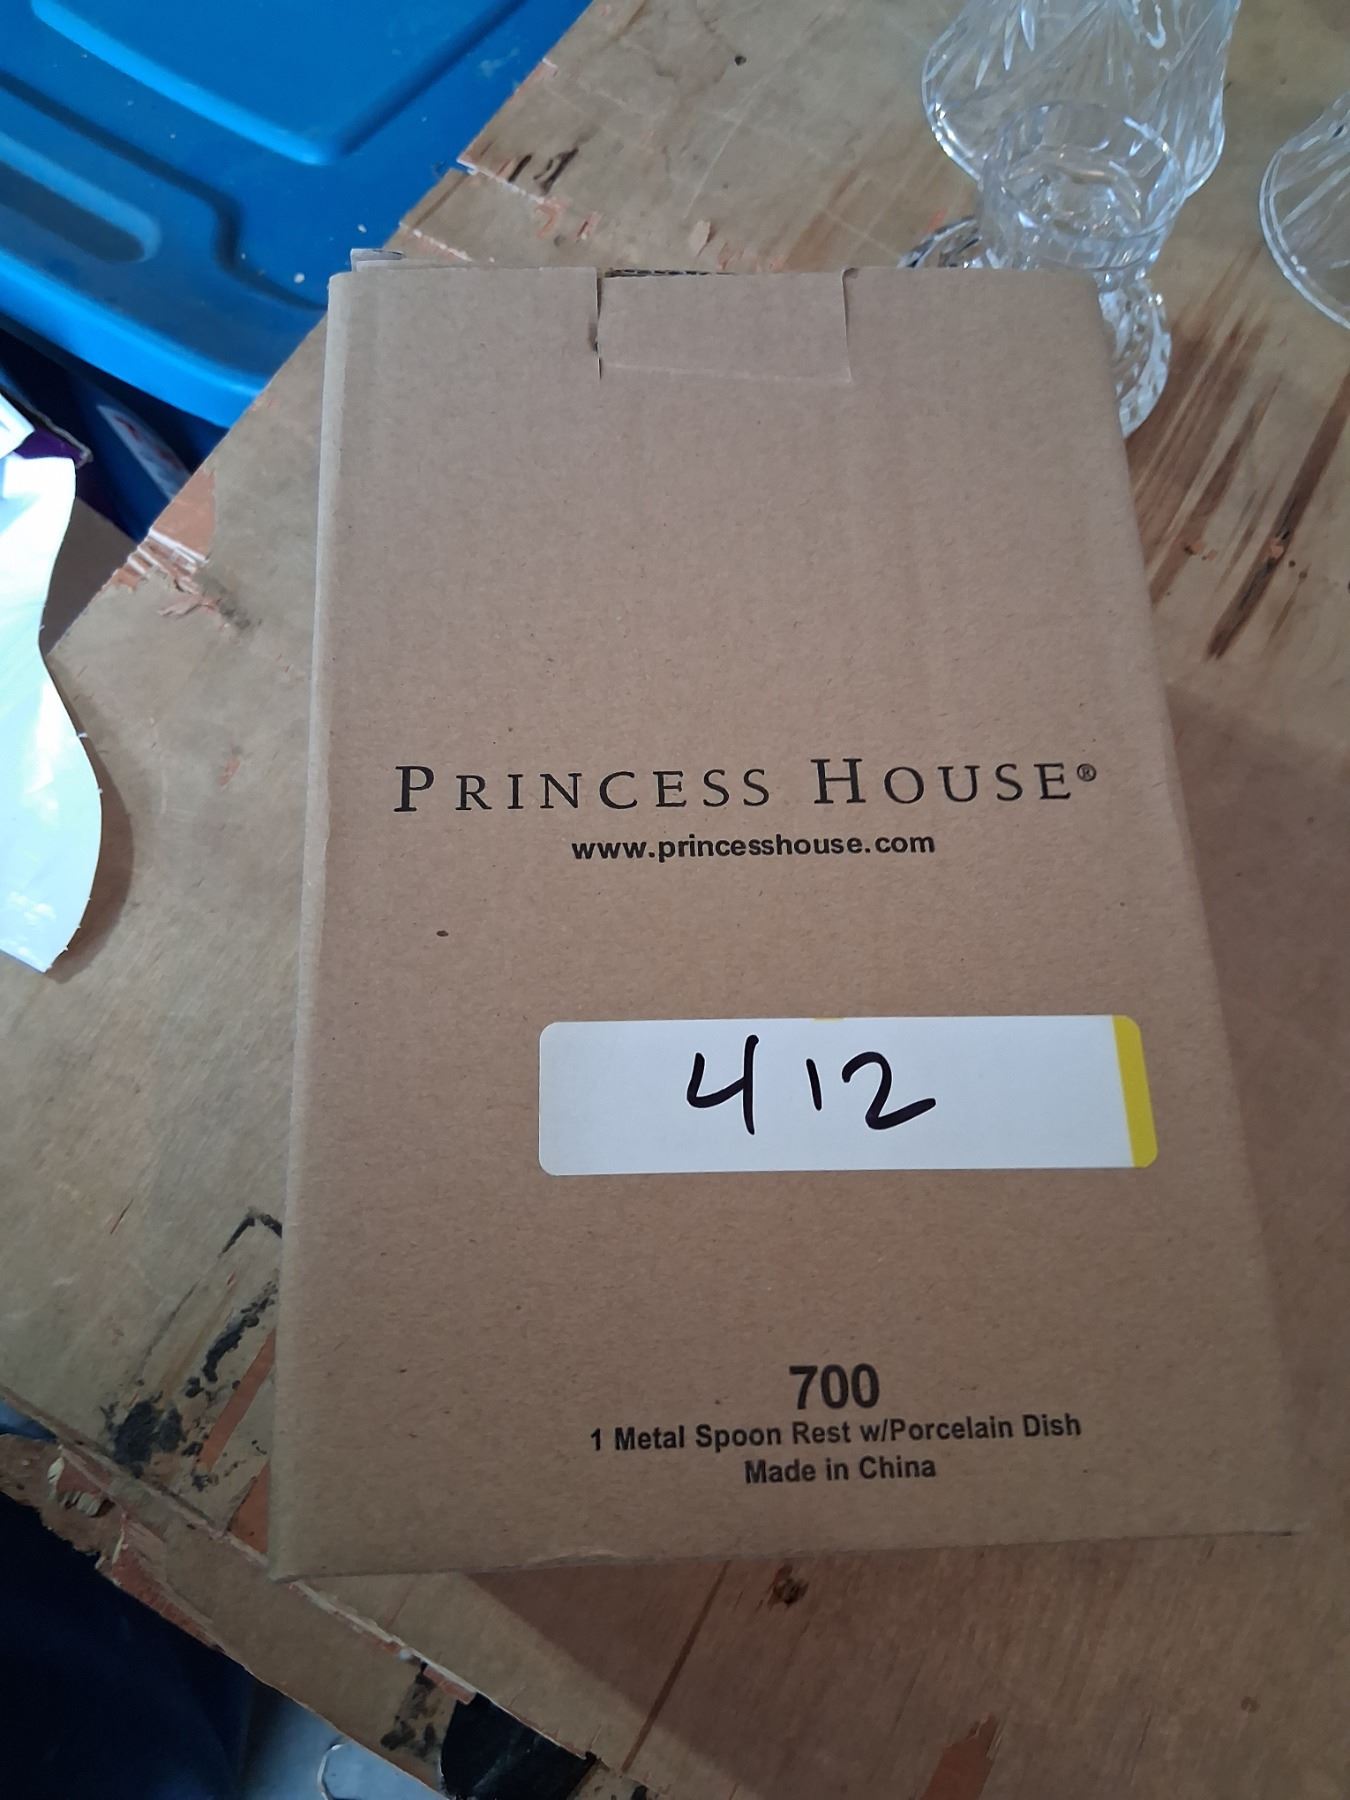 PRINCESS HOUSE®
www.princesshouse.com
412
700
1 Metal Spoon Rest w/Porcelain Dish
Made in China